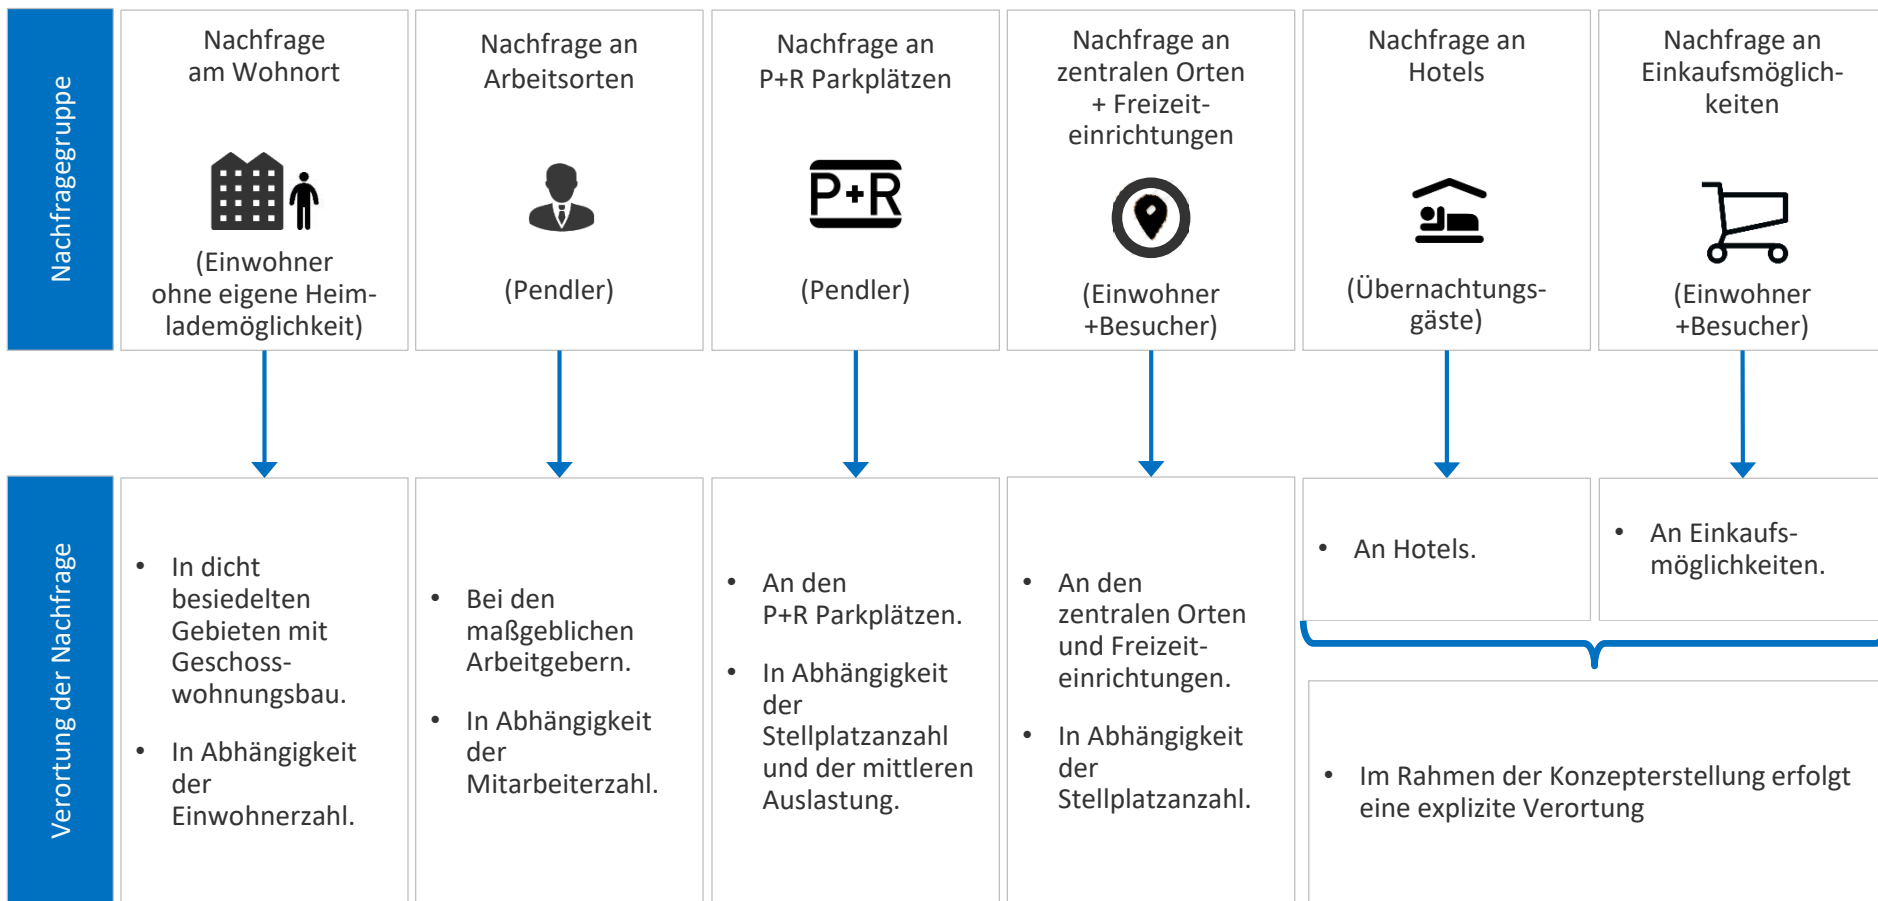 Nachfragegruppe
Nachfrage
am Wohnort
(Einwohner
ohne eigene Heim-
lademöglichkeit)
Nachfrage an
Arbeitsorten
(Pendler)
Nachfrage an
P+R Parkplätzen
P+R
(Pendler)
Nachfrage an
zentralen Orten
+ Freizeit-
einrichtungen
(Einwohner
+Besucher)
Nachfrage an
Hotels
(Übernachtungs-
gäste)
Nachfrage an
Einkaufsmöglich-
keiten
(Einwohner
+Besucher)
Verortung der Nachfrage
• In dicht
besiedelten
Gebieten mit
Geschoss-
wohnungsbau.
• In Abhängigkeit
der
Einwohnerzahl.
• Bei den
maßgeblichen
Arbeitgebern.
• In Abhängigkeit
der
Mitarbeiterzahl.
• An den
P+R Parkplätzen.
• In Abhängigkeit
der
Stellplatzanzahl
und der mittleren
Auslastung.
• An den
zentralen Orten
und Freizeit-
einrichtungen.
• In Abhängigkeit
der
Stellplatzanzahl.
• An Hotels.
• An Einkaufs-
möglichkeiten.
• Im Rahmen der Konzepterstellung erfolgt
eine explizite Verortung